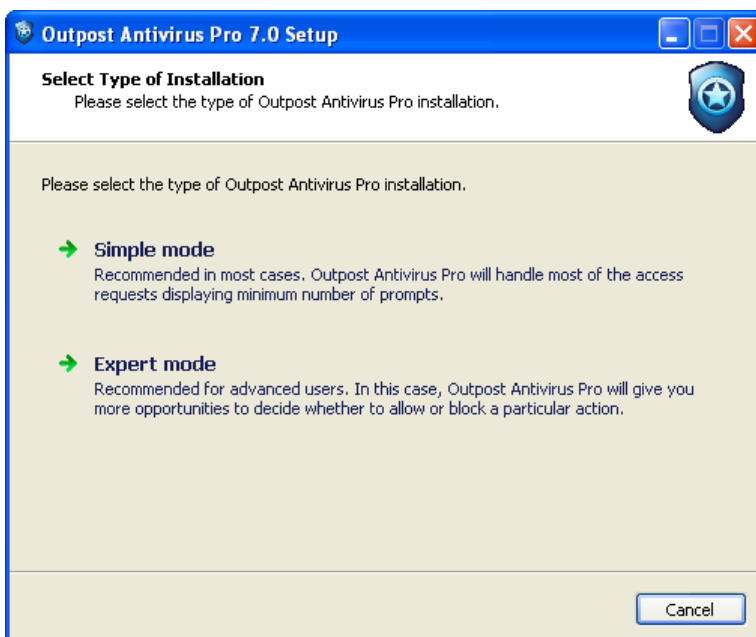 Outpost Antivirus Pro 7.0 Setup
Select Type of Installation
Please select the type of Outpost Antivirus Pro installation.
Please select the type of Outpost Antivirus Pro installation.
Simple mode
Recommended in most cases. Outpost Antivirus Pro will handle most of the access
requests displaying minimum number of prompts.
Expert mode
Recommended for advanced users. In this case, Outpost Antivirus Pro will give you
more opportunities to decide whether to allow or block a particular action.
Cancel